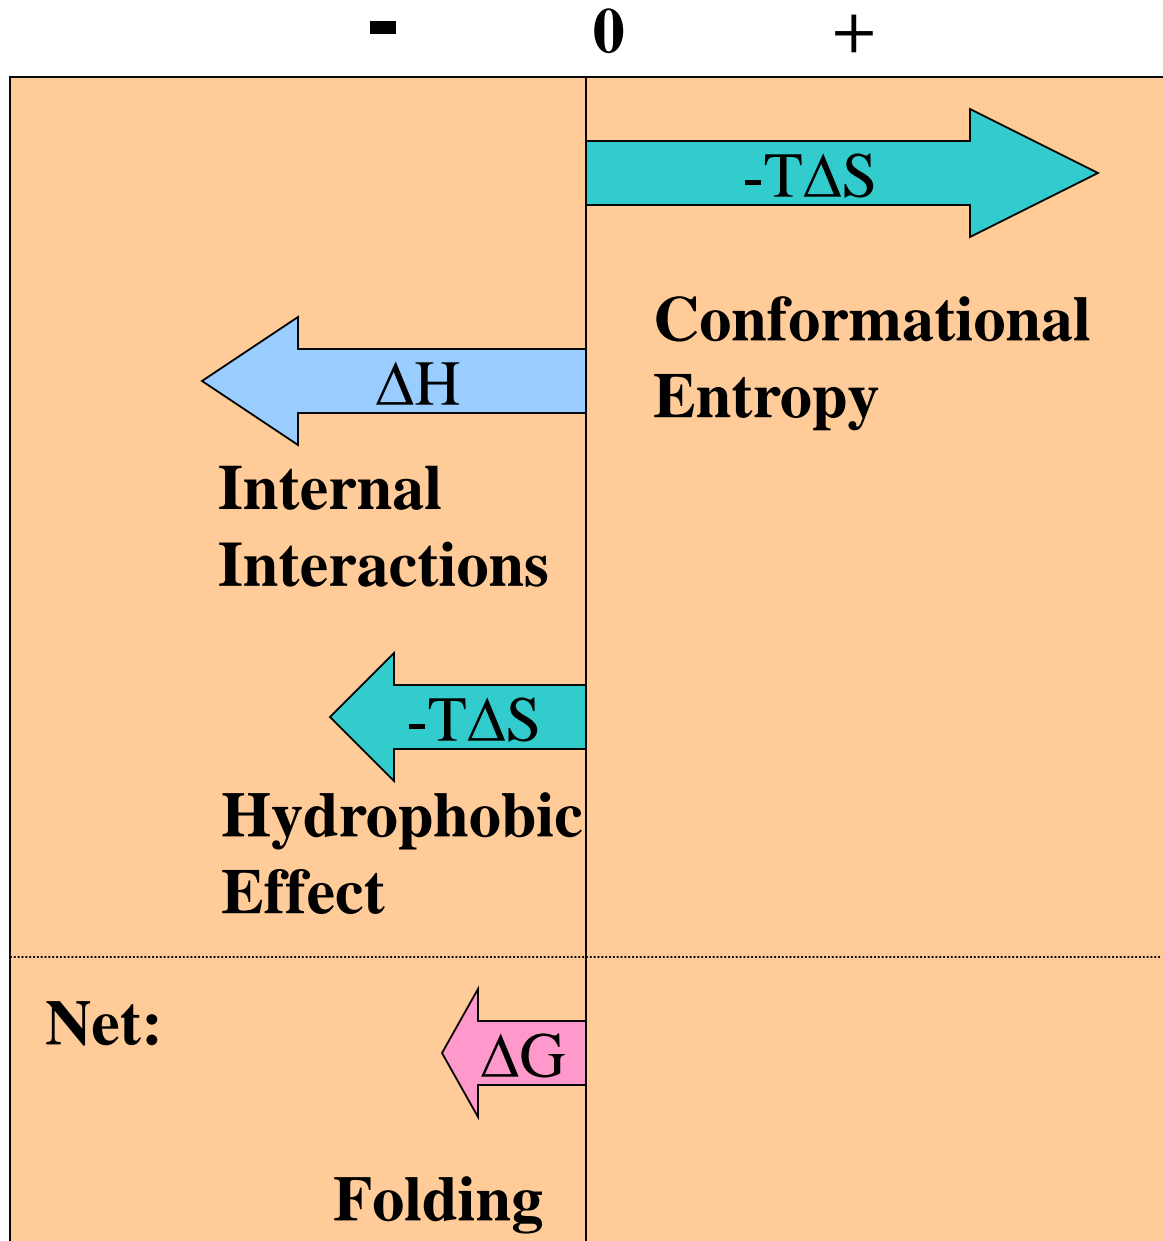 - 0 +
-TΔS
Conformational
Entropy
ΔH
Internal
Interactions
-TΔS
Hydrophobic
Effect
Net:
ΔG
Folding